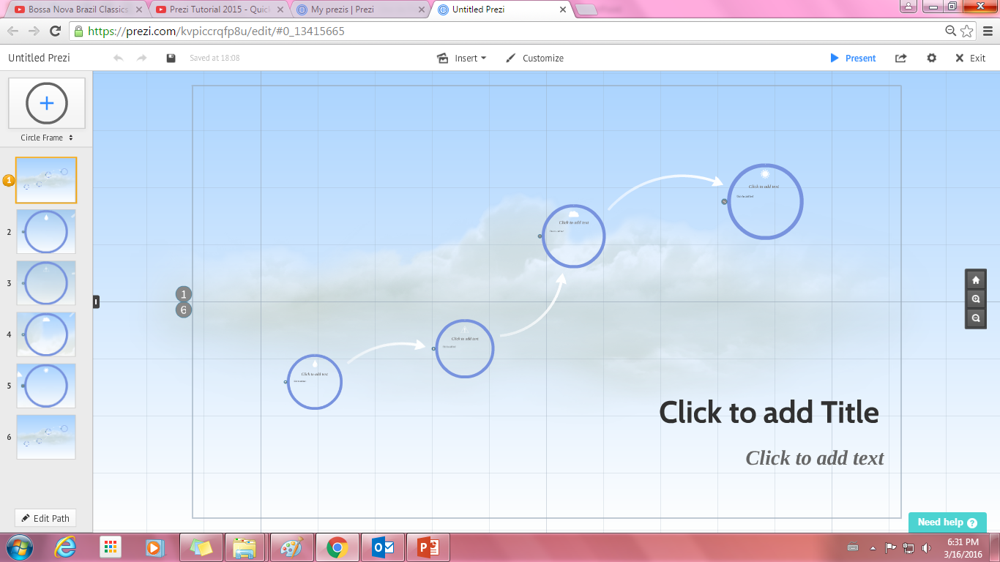 Bossa Nova Brazil Classics
Prezi Tutorial 2015 - Quick
My prezis | Prezi
Untitled Prezi
https://prezi.com/kvpiccrqfp8u/edit/#0_13415665
Untitled Prezi
Saved at 18:08
Insert
Customize
Present
Exit
Circle Frame
1
2
3
4
5
6
Edit Path
1
6
Click to add text
Click to add text
Click to add text
Click to add text
Click to add Title
Click to add text
Need help ?
6:31 PM
3/16/2016